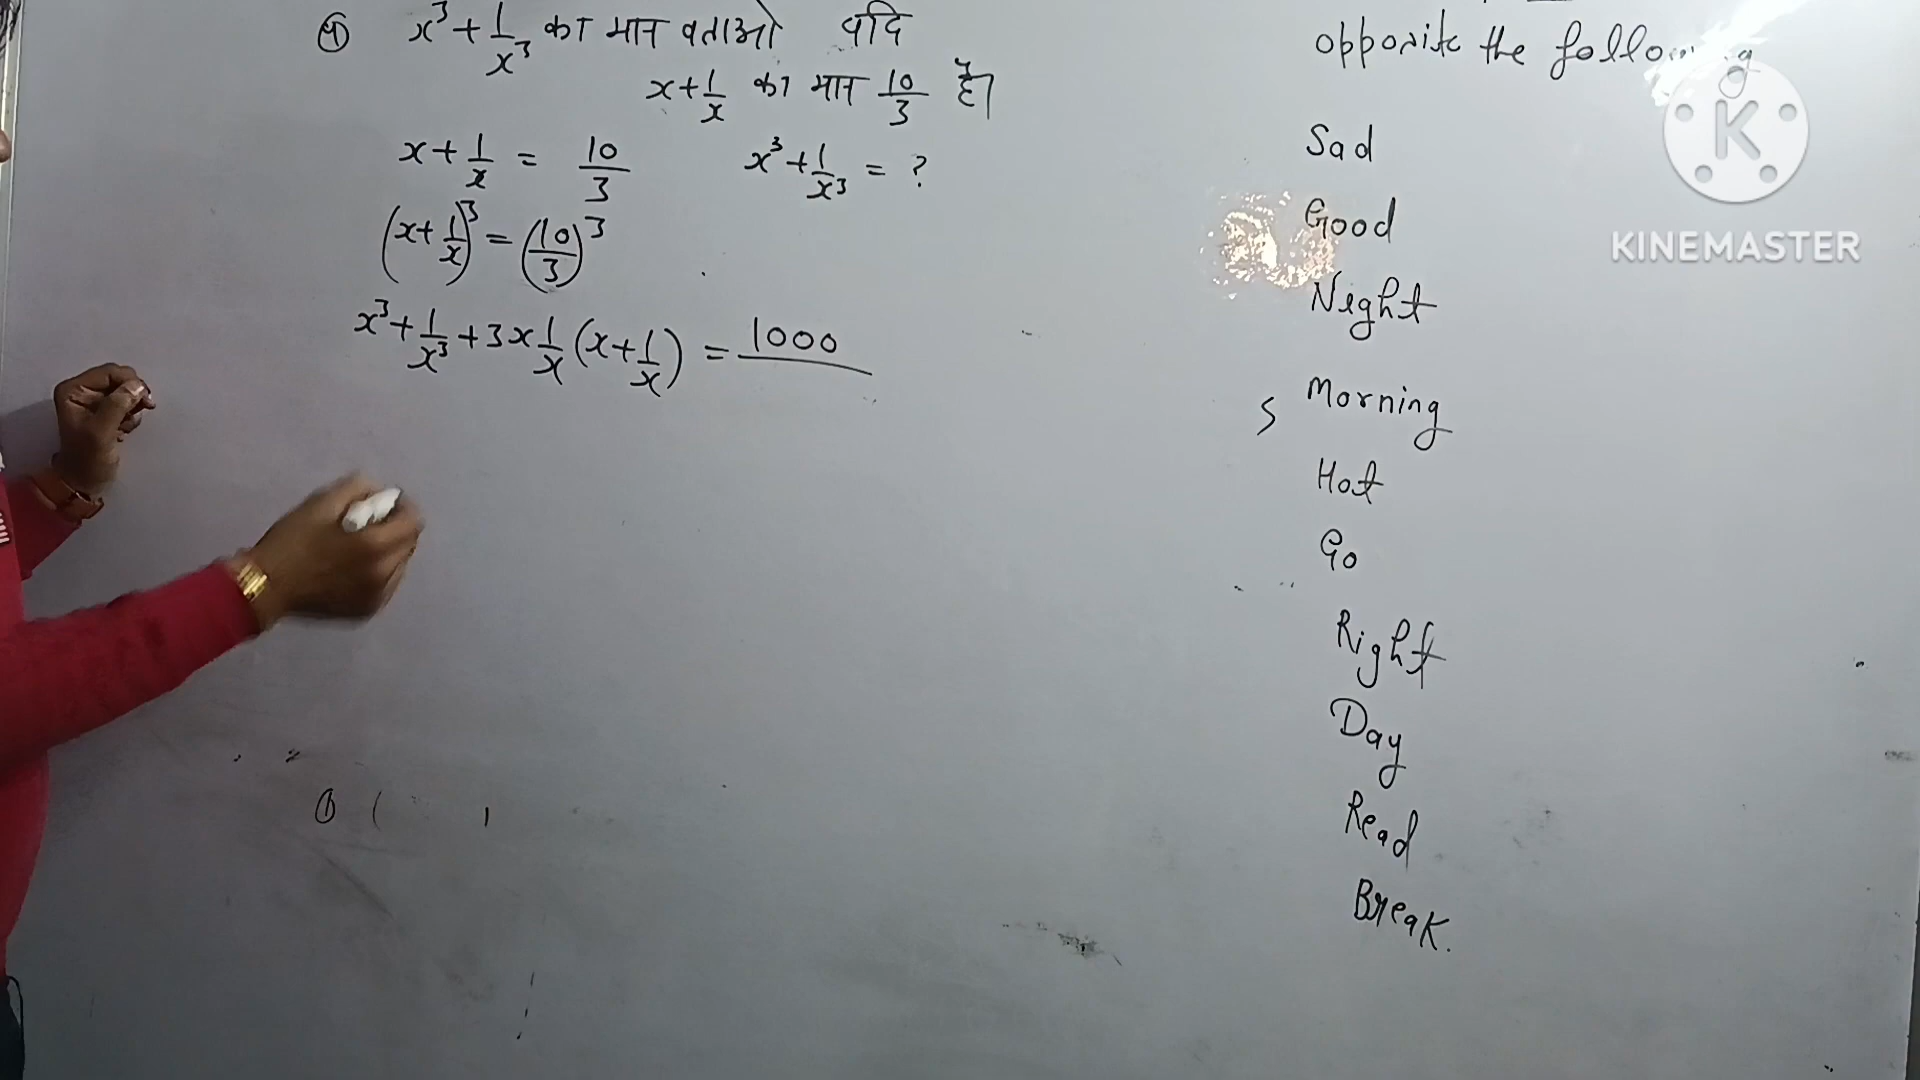 ④ x³ + 1/x³ का मान बताओ यदि
x + 1/x का मान 10/3 है।
x + 1/x = 10/3 x³ + 1/x³ = ?
(x + 1/x)³ = (10/3)³
x³ + 1/x³ + 3x 1/x (x + 1/x) = 1000
① (
opposite the following
Sad
Good
Night
S Morning
Hot
Go
Right
Day
Read
Break.
K
KINEMASTER